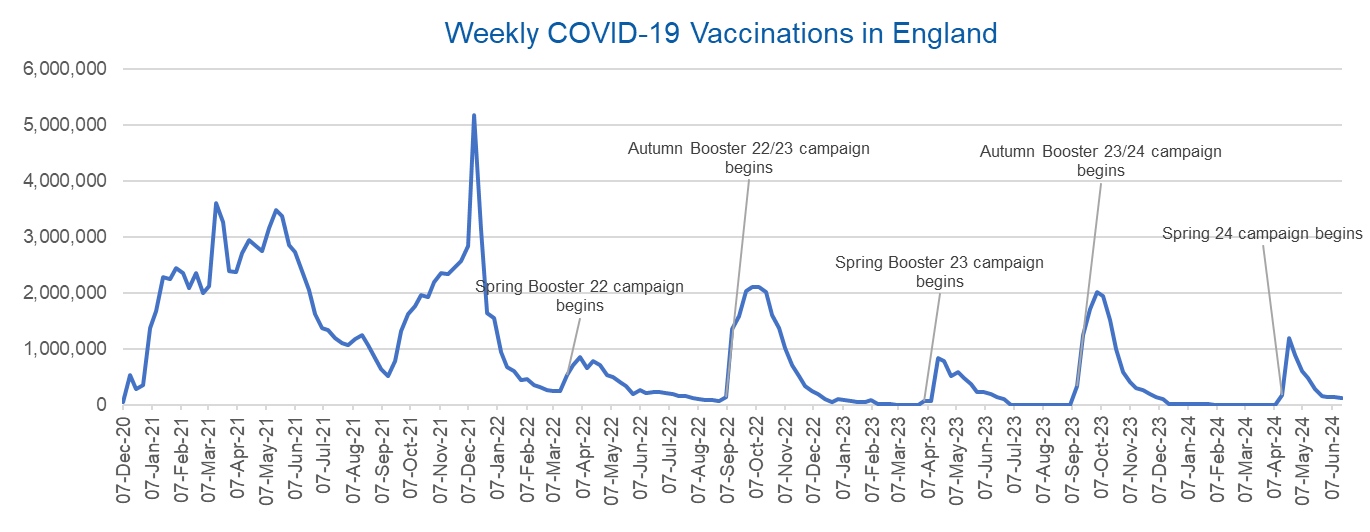 Weekly COVID-19 Vaccinations in England
6,000,000
5,000,000
4,000,000
3,000,000
2,000,000
1,000,000
0
Autumn Booster 22/23 campaign
begins
Autumn Booster 23/24 campaign
begins
Spring 24 campaign begins
Spring Booster 23 campaign
begins
Spring Booster 22 campaign
begins
07-Dec-20
07-Jan-21
07-Feb-21
07-Mar-21
07-Apr-21
07-May-21
07-Jun-21
07-Jul-21
07-Aug-21
07-Sep-21
07-Oct-21
07-Nov-21
07-Dec-21
07-Jan-22
07-Feb-22
07-Mar-22
07-Apr-22
07-May-22
07-Jun-22
07-Jul-22
07-Aug-22
07-Sep-22
07-Oct-22
07-Nov-22
07-Dec-22
07-Jan-23
07-Feb-23
07-Mar-23
07-Apr-23
07-May-23
07-Jun-23
07-Jul-23
07-Aug-23
07-Sep-23
07-Oct-23
07-Nov-23
07-Dec-23
07-Jan-24
07-Feb-24
07-Mar-24
07-Apr-24
07-May-24
07-Jun-24